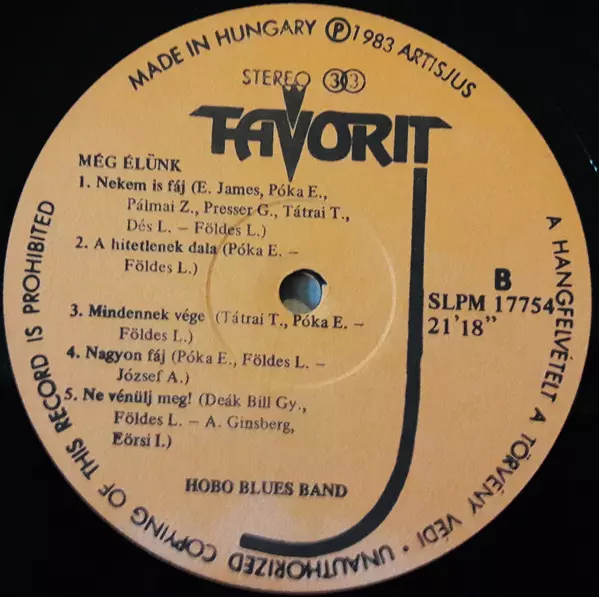 MADE IN HUNGARY Ⓟ 1983 ARTISJUS
STEREO 33
FAVORIT
MÉG ÉLÜNK
1. Nekem is fáj (E. James, Póka E.,
Pálmai Z., Presser G., Tátrai T.,
Dés L. – Földes L.)
2. A hitetlenek dala (Póka E. –
Földes L.)
3. Mindennek vége (Tátrai T., Póka E. –
Földes L.)
4. Nagyon fáj (Póka E., Földes L. –
József A.)
5. Ne vénülj meg! (Deák Bill Gy.,
Földes L. – A. Ginsberg,
Eörsi I.)
B
SLPM 17754
21'18"
HOBO BLUES BAND
A HANGFELVÉTELT A TÖRVÉNY VÉDI · UNAUTHORIZED COPYING OF THIS RECORD IS PROHIBITED